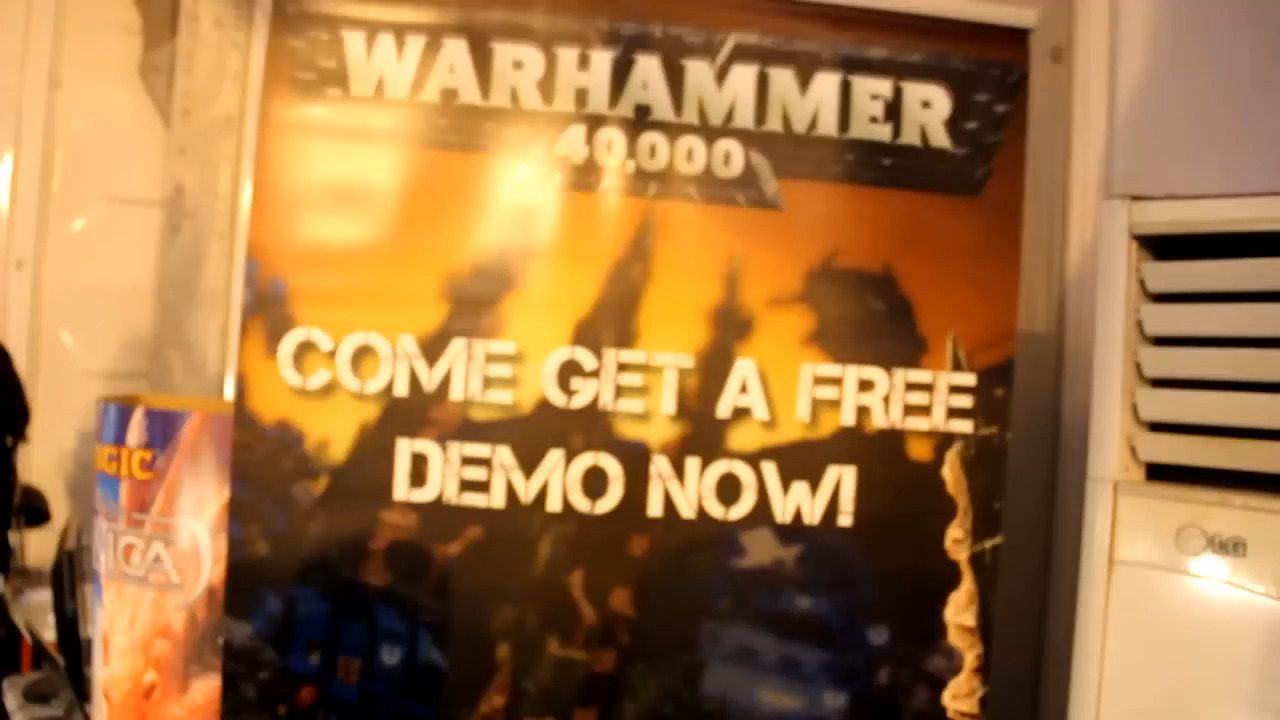 WARHAMMER
40,000
COME GET A FREE
DEMO NOW!
GIC
ICA